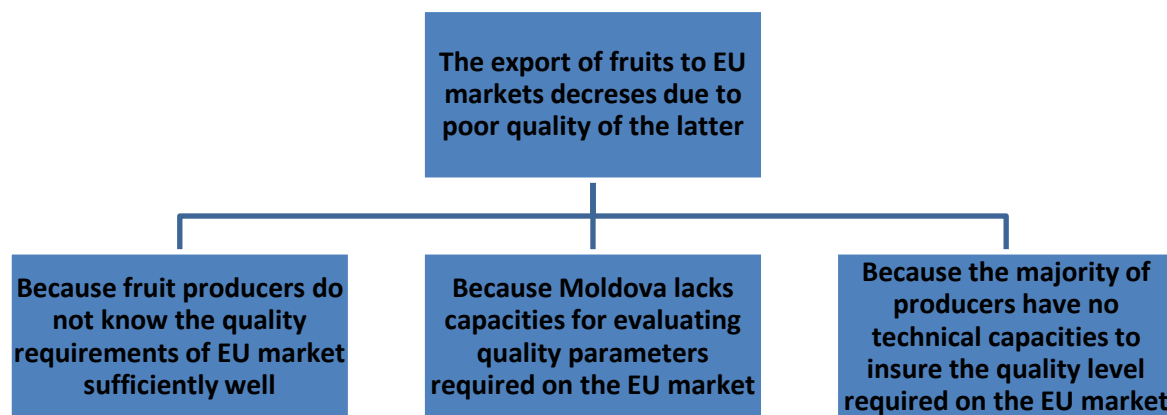 The export of fruits to EU
markets decreses due to
poor quality of the latter
Because fruit producers do
not know the quality
requirements of EU market
sufficiently well
Because Moldova lacks
capacities for evaluating
quality parameters
required on the EU market
Because the majority of
producers have no
technical capacities to
insure the quality level
required on the EU market